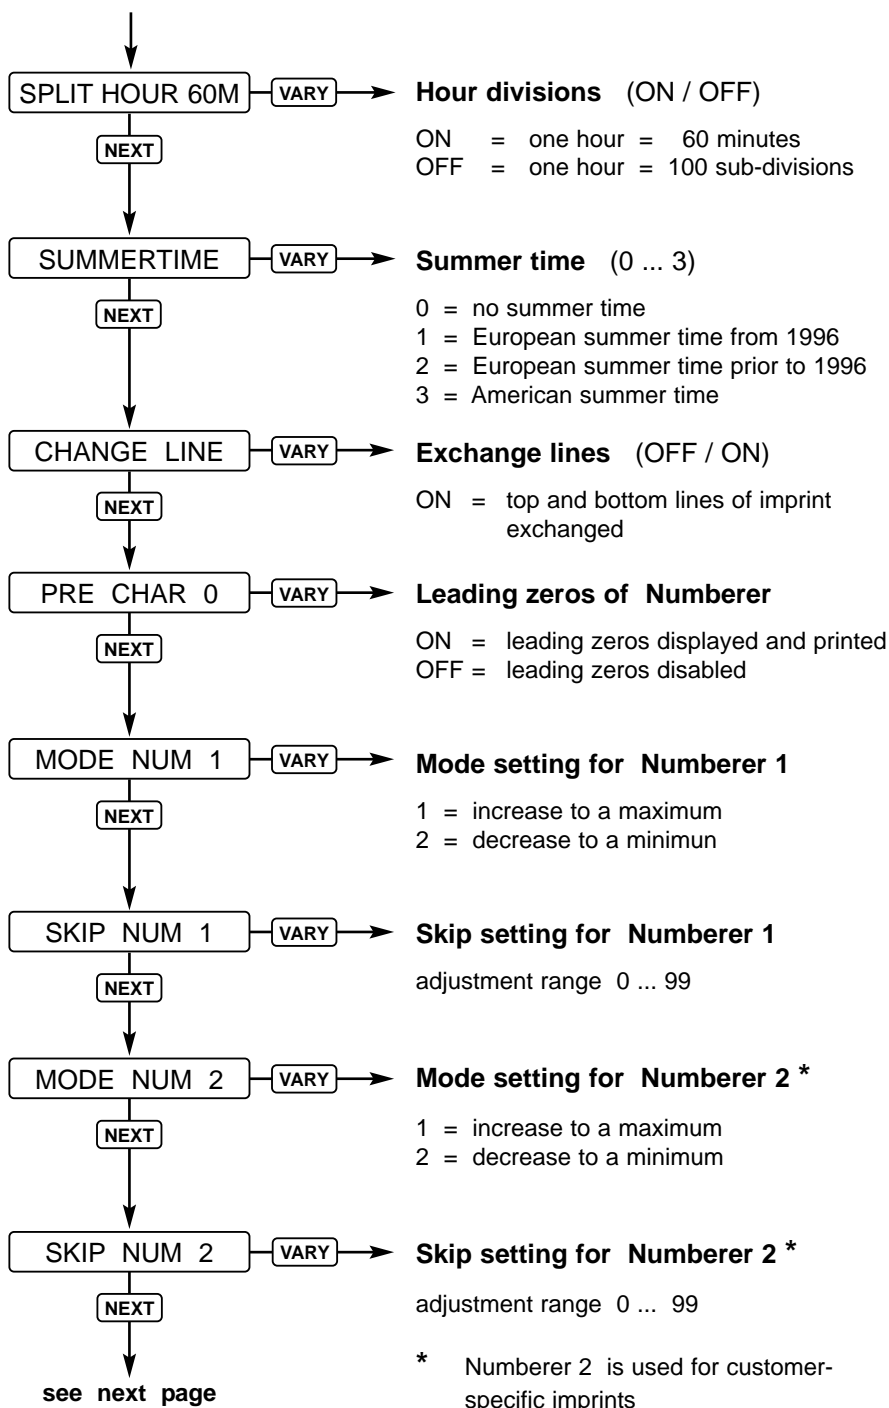 SPLIT HOUR 60M VARY Hour divisions (ON / OFF)
ON = one hour = 60 minutes
NEXT
OFF = one hour = 100 sub-divisions
SUMMERTIME VARY Summer time (0 ... 3)
NEXT
0 = no summer time
1 = European summer time from 1996
2 = European summer time prior to 1996
3 = American summer time
CHANGE LINE VARY Exchange lines (OFF / ON)
NEXT
ON = top and bottom lines of imprint
exchanged
PRE CHAR 0 VARY Leading zeros of Numberer
NEXT
ON = leading zeros displayed and printed
OFF = leading zeros disabled
MODE NUM 1 VARY Mode setting for Numberer 1
NEXT
1 = increase to a maximum
2 = decrease to a minimun
SKIP NUM 1 VARY Skip setting for Numberer 1
NEXT
adjustment range 0 ... 99
MODE NUM 2 VARY Mode setting for Numberer 2 *
NEXT
1 = increase to a maximum
2 = decrease to a minimum
SKIP NUM 2 VARY Skip setting for Numberer 2 *
NEXT
adjustment range 0 ... 99
* Numberer 2 is used for customer-
see next page
specific imprints